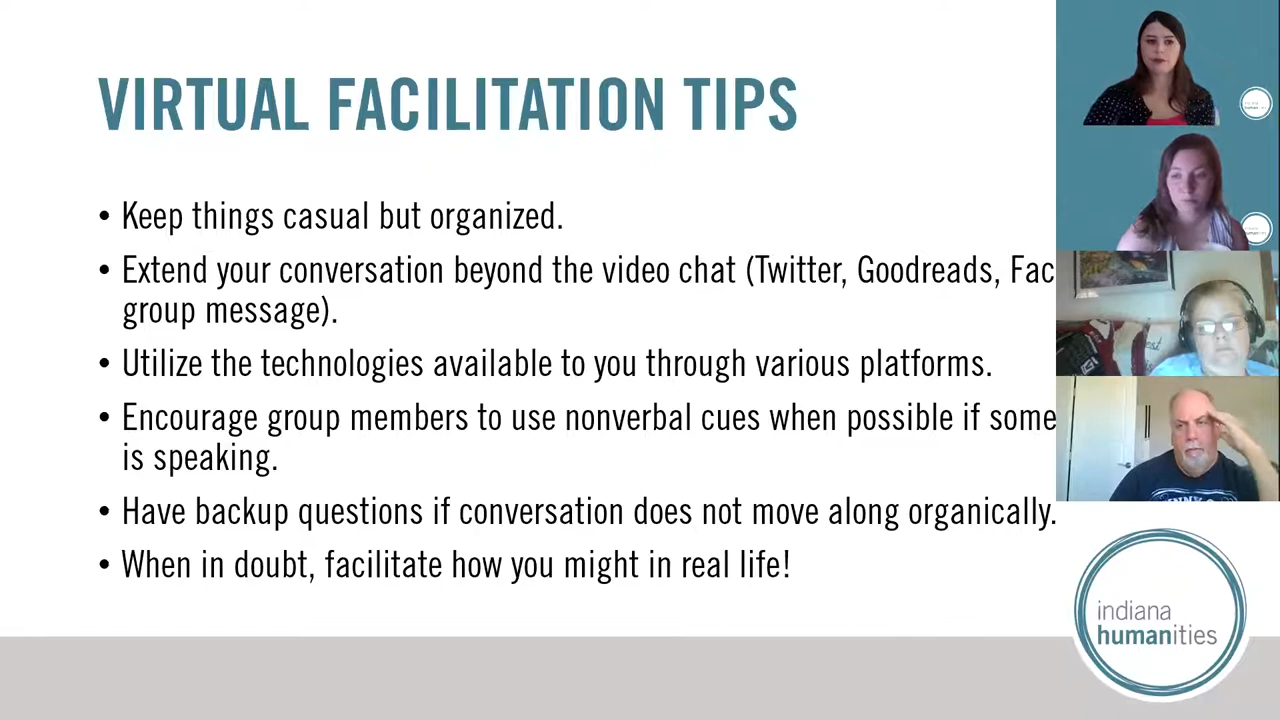 VIRTUAL FACILITATION TIPS
• Keep things casual but organized.
• Extend your conversation beyond the video chat (Twitter, Goodreads, Fac
group message).
• Utilize the technologies available to you through various platforms.
• Encourage group members to use nonverbal cues when possible if some
is speaking.
• Have backup questions if conversation does not move along organically.
• When in doubt, facilitate how you might in real life!
indiana
humanities